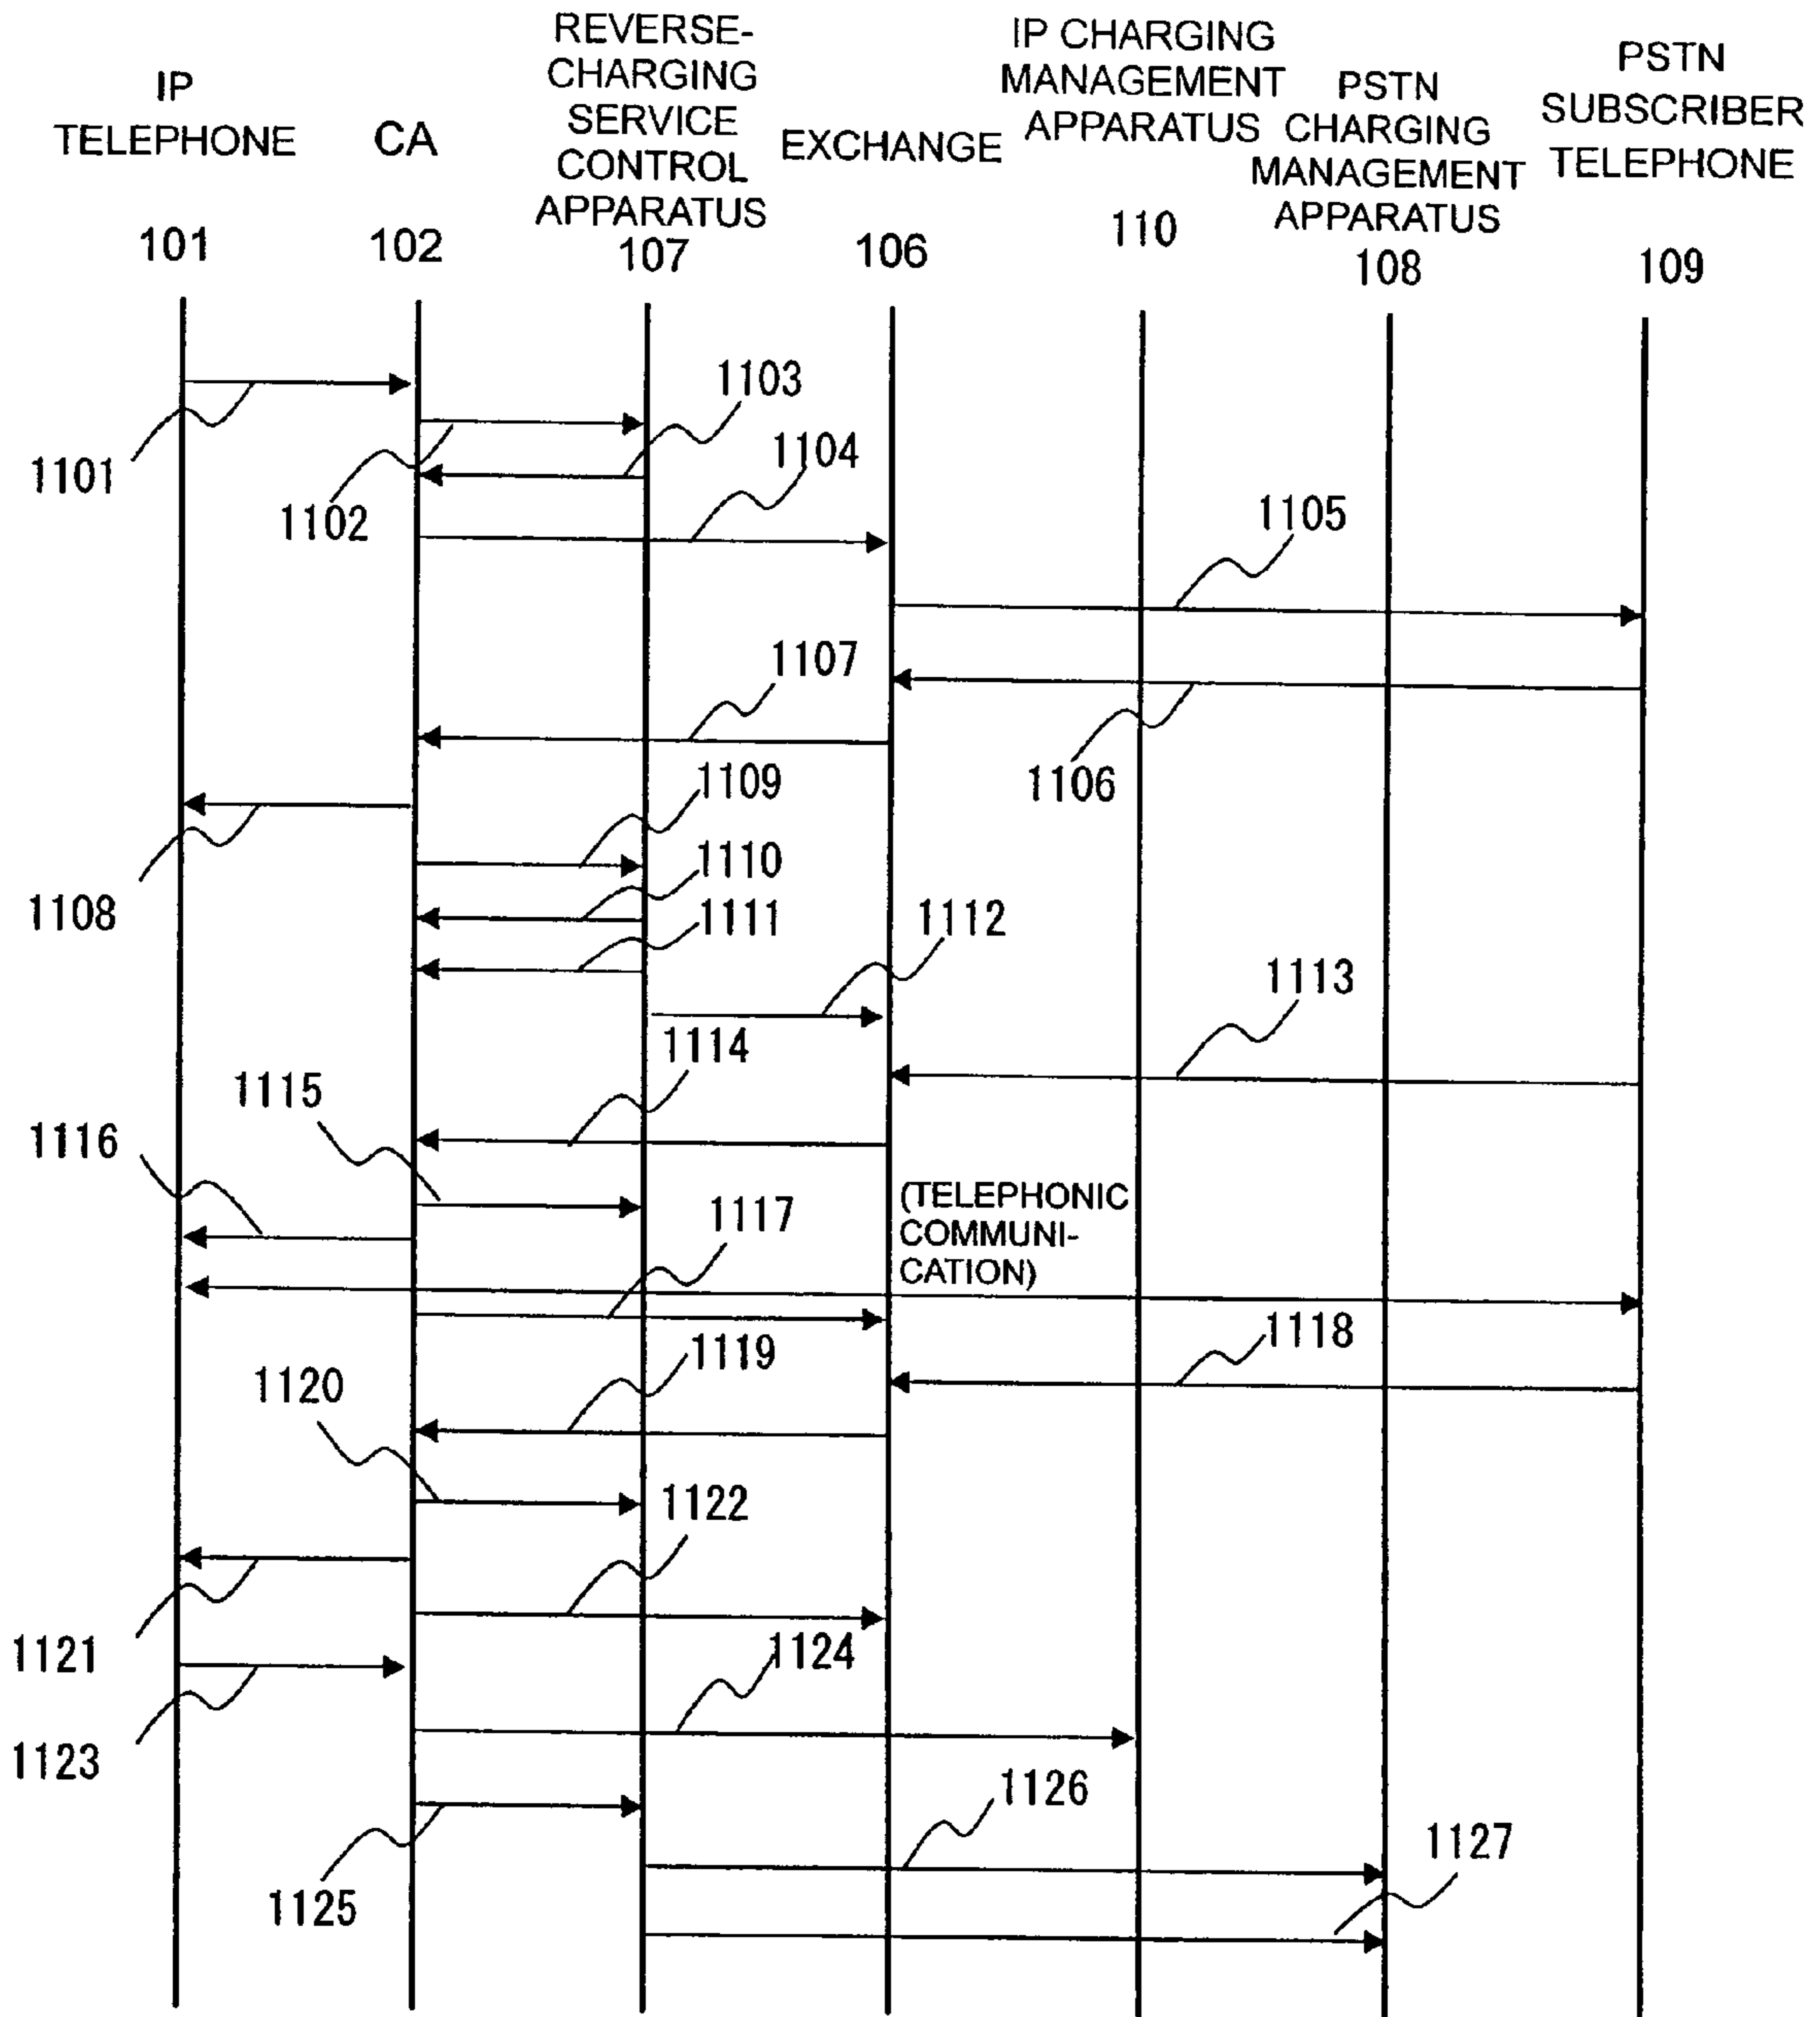 IP
TELEPHONE
101
CA
102
REVERSE-
CHARGING
SERVICE
CONTROL
APPARATUS
107
EXCHANGE
106
IP CHARGING
MANAGEMENT
APPARATUS
110
PSTN
CHARGING
MANAGEMENT
APPARATUS
108
PSTN
SUBSCRIBER
TELEPHONE
109
1101
1102
1103
1104
1105
1106
1107
1108
1109
1110
1111
1112
1113
1114
1115
1116
(TELEPHONIC
COMMUNI-
CATION)
1117
1118
1119
1120
1121
1122
1123
1124
1125
1126
1127